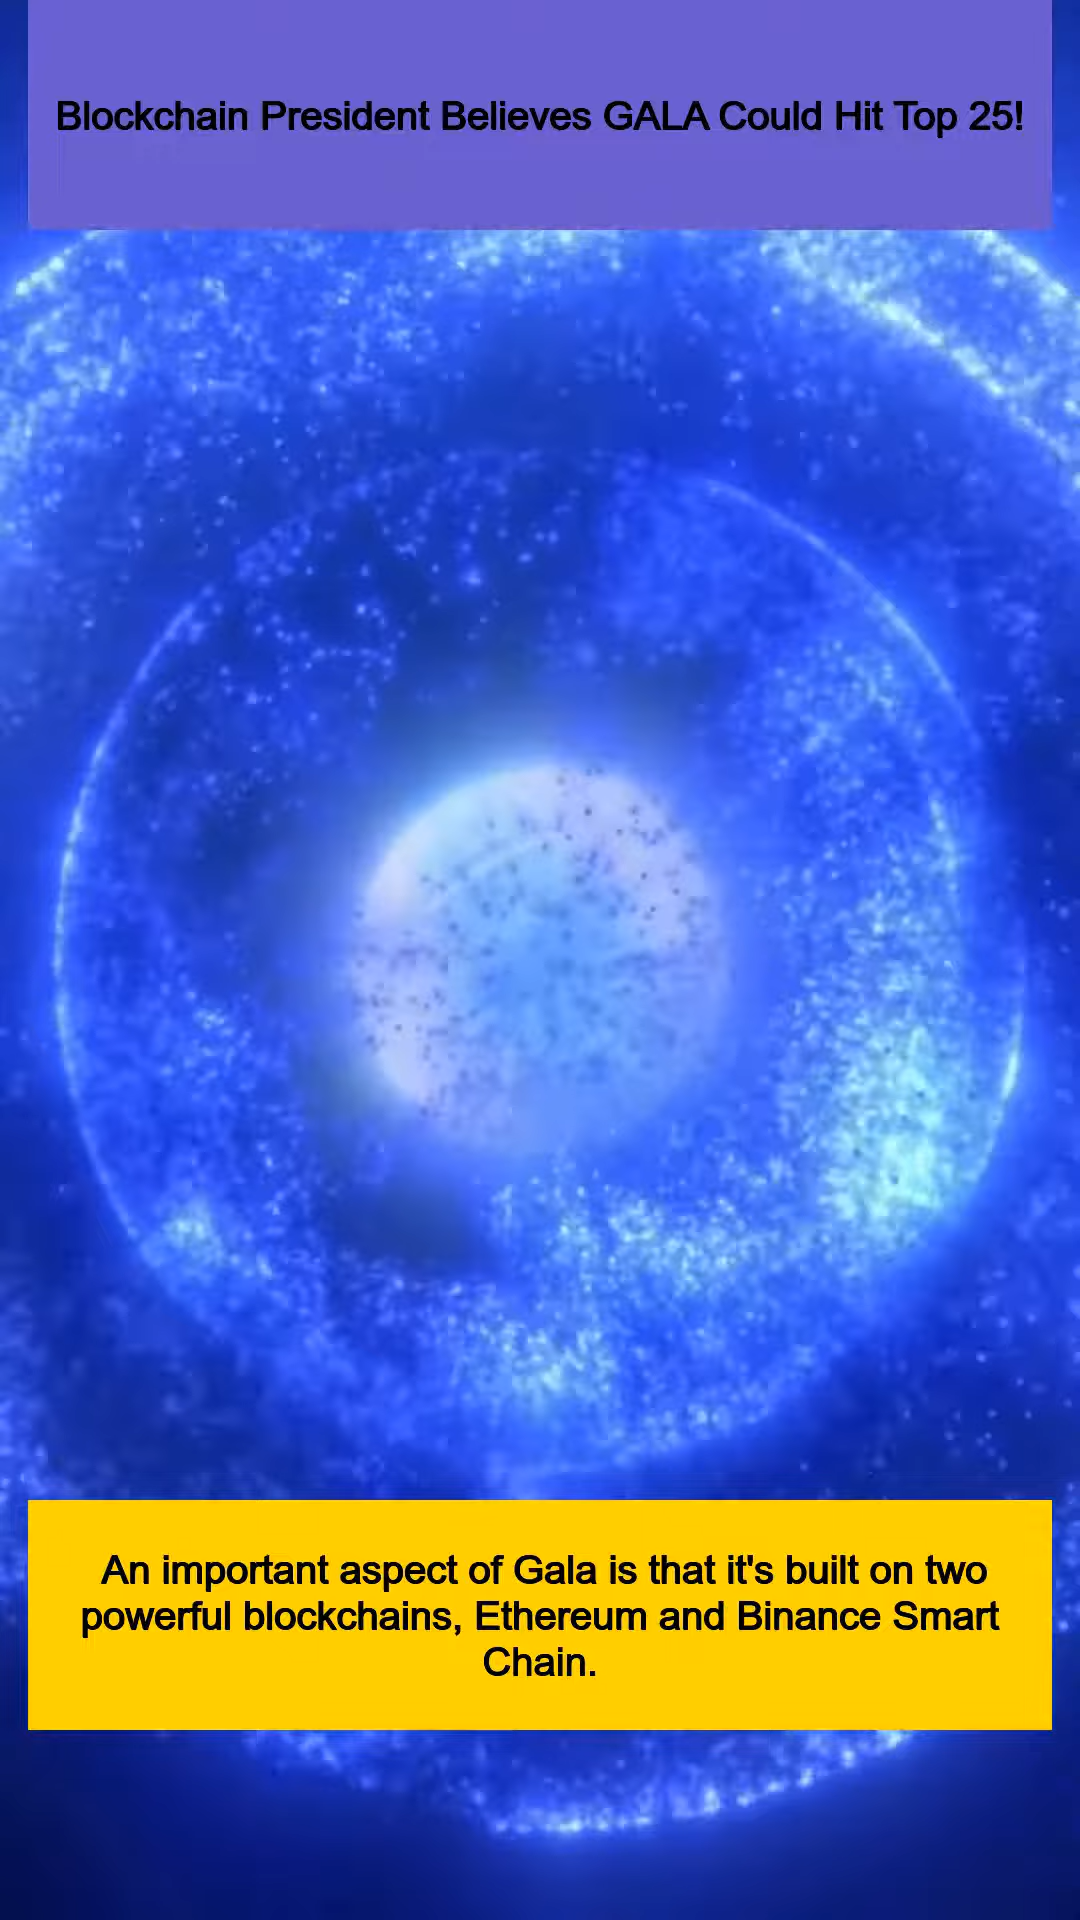 Blockchain President Believes GALA Could Hit Top 25!
An important aspect of Gala is that it's built on two
powerful blockchains, Ethereum and Binance Smart
Chain.